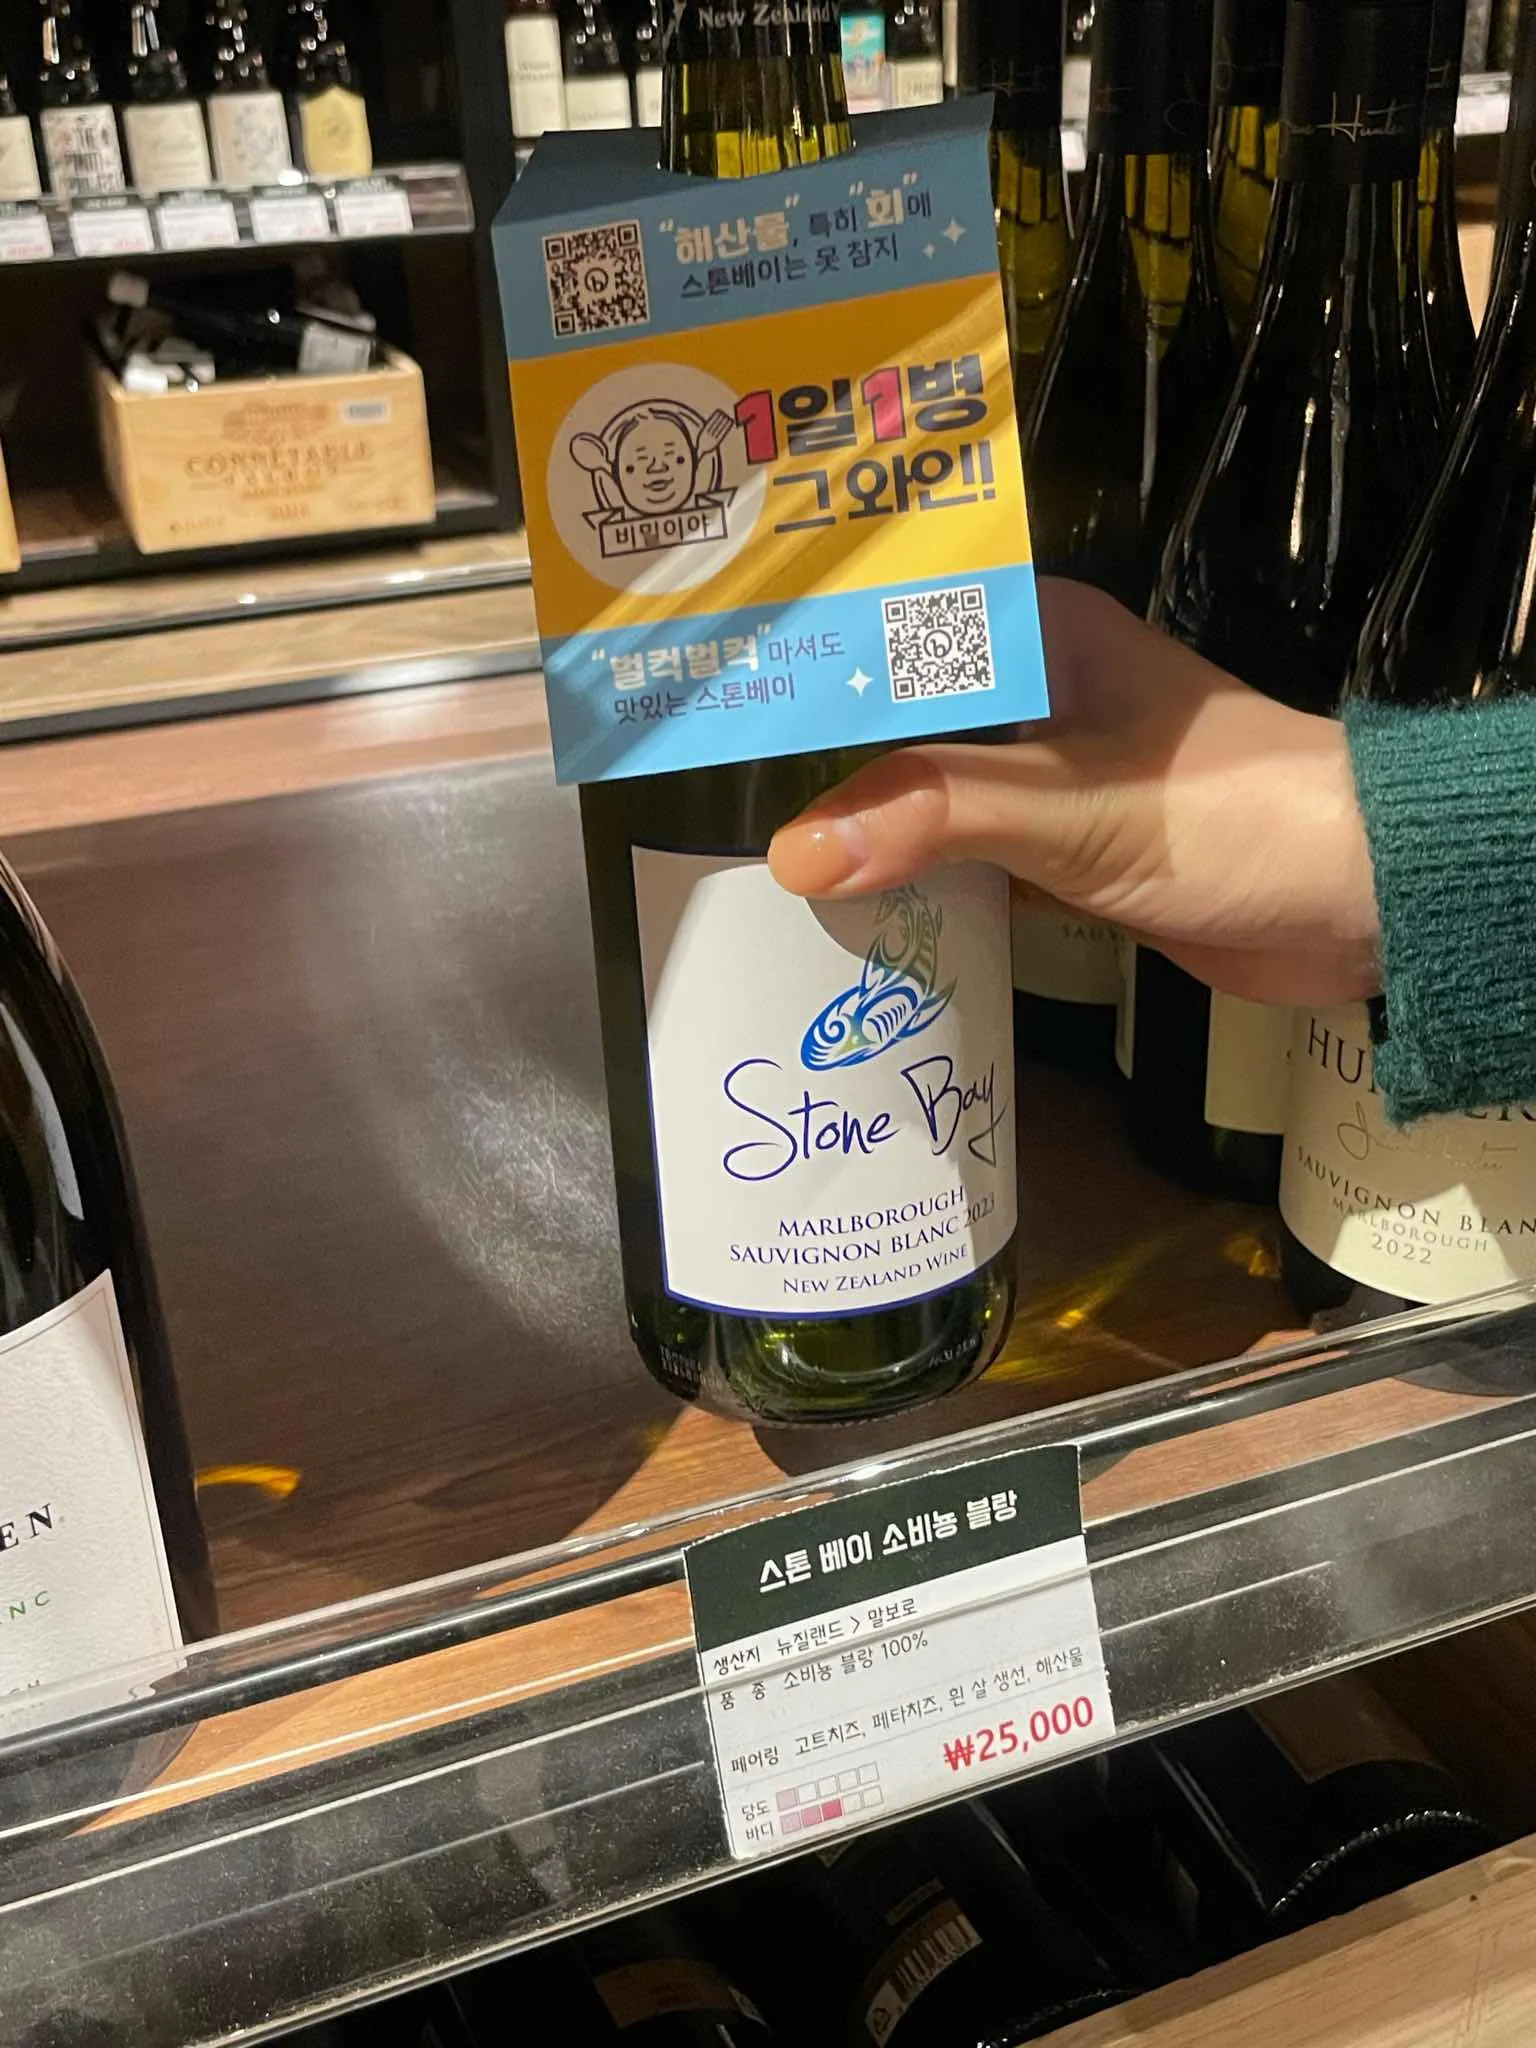 New Zealand
"해산물", 특히 "회"에
스톤베이는 못 참지
1일1병
그 와인!
비밀이야
"벌컥벌컥" 마셔도
맛있는 스톤베이
Stone Bay
MARLBOROUGH
SAUVIGNON BLANC 2023
NEW ZEALAND WINE
SAUVIGNON BLAN
MARLBOROUGH
2022
스톤 베이 소비뇽 블랑
생산지 뉴질랜드 > 말보로
품 종 소비뇽 블랑 100%
페어링 고트치즈, 페타치즈, 흰 살 생선, 해산물
₩25,000
당도
바디